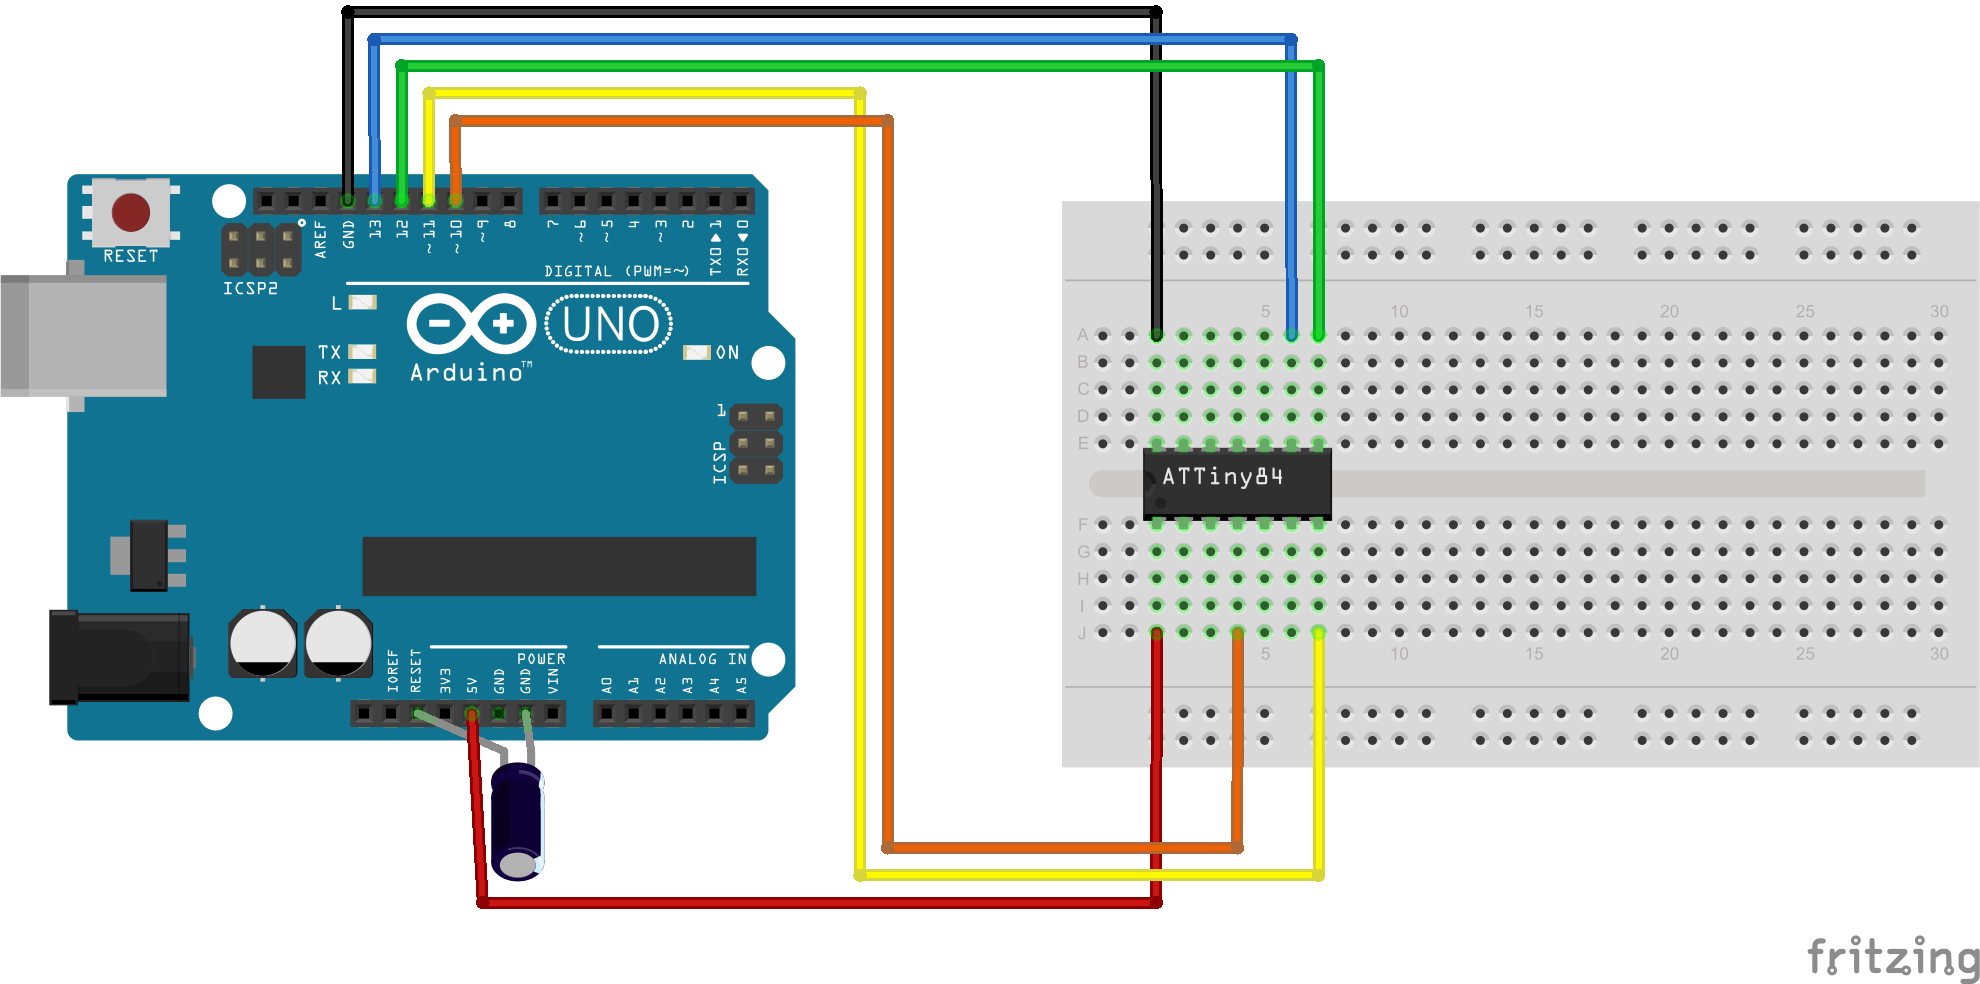 RESET
ICSP2
AREF
GND
13
12
~11
~10
~9
8
7
~6
~5
4
~3
2
TX0▶1
RX0◀0
DIGITAL (PWM=~)
L
TX
RX
UNO
Arduino™
ON
1
ICSP
IOREF
RESET
3V3
5V
GND
GND
VIN
POWER
ANALOG IN
A0
A1
A2
A3
A4
A5
5 10 15 20 25 30
A
B
C
D
E
ATTiny84
F
G
H
I
J
5 10 15 20 25 30
fritzing